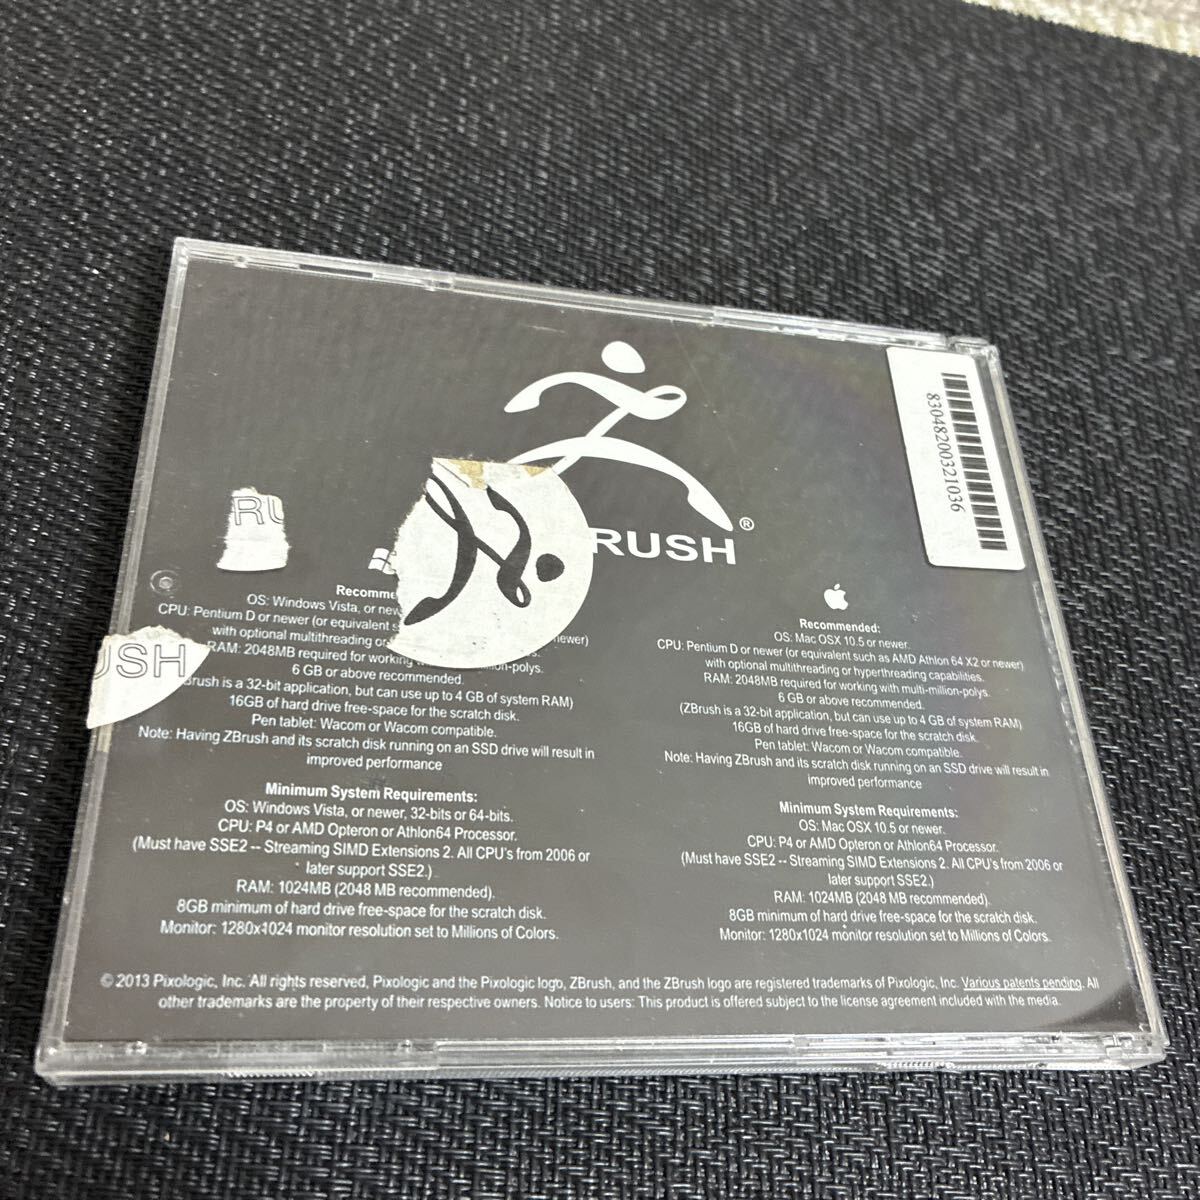 83048200321036
RUSH
®
RU
USH
Recomme
OS: Windows Vista, or new
CPU: Pentium D or newer (or equivalent s
newer)
with optional multithreading or
RAM: 2048MB required for working
n-polys.
6 GB or above recommended.
Brush is a 32-bit application, but can use up to 4 GB of system RAM)
16GB of hard drive free-space for the scratch disk.
Pen tablet: Wacom or Wacom compatible.
Note: Having ZBrush and its scratch disk running on an SSD drive will result in
improved performance
Minimum System Requirements:
OS: Windows Vista, or newer, 32-bits or 64-bits.
CPU: P4 or AMD Opteron or Athlon64 Processor.
(Must have SSE2 -- Streaming SIMD Extensions 2. All CPU's from 2006 or
later support SSE2.)
RAM: 1024MB (2048 MB recommended).
8GB minimum of hard drive free-space for the scratch disk.
Monitor: 1280x1024 monitor resolution set to Millions of Colors.
Recommended:
OS: Mac OSX 10.5 or newer.
CPU: Pentium D or newer (or equivalent such as AMD Athlon 64 X2 or newer)
with optional multithreading or hyperthreading capabilities.
RAM: 2048MB required for working with multi-million-polys.
6 GB or above recommended.
(ZBrush is a 32-bit application, but can use up to 4 GB of system RAM)
16GB of hard drive free-space for the scratch disk.
Pen tablet: Wacom or Wacom compatible.
Note: Having ZBrush and its scratch disk running on an SSD drive will result in
improved performance
Minimum System Requirements:
OS: Mac OSX 10.5 or newer.
CPU: P4 or AMD Opteron or Athlon64 Processor.
(Must have SSE2 -- Streaming SIMD Extensions 2. All CPU's from 2006 or
later support SSE2.)
RAM: 1024MB (2048 MB recommended).
8GB minimum of hard drive free-space for the scratch disk.
Monitor: 1280x1024 monitor resolution set to Millions of Colors.
© 2013 Pixologic, Inc. All rights reserved, Pixologic and the Pixologic logo, ZBrush, and the ZBrush logo are registered trademarks of Pixologic, Inc. Various patents pending. All
other trademarks are the property of their respective owners. Notice to users: This product is offered subject to the license agreement included with the media.